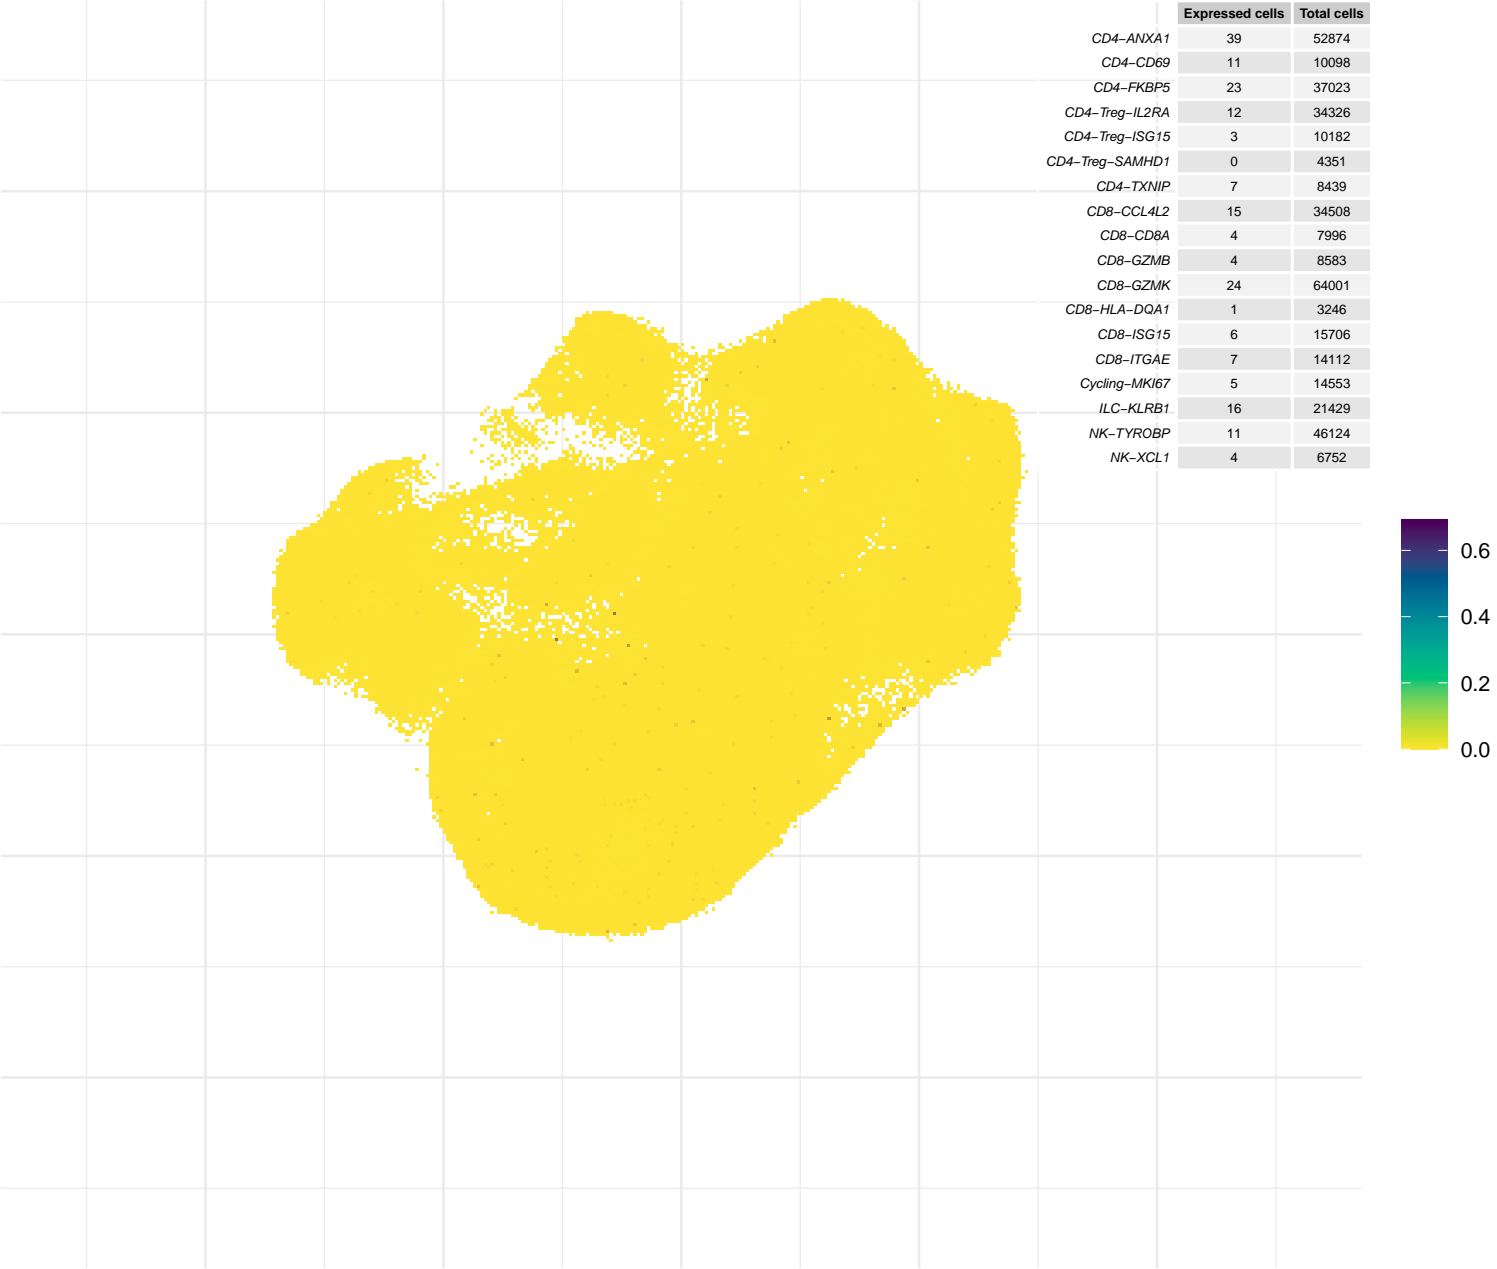 Expressed cells Total cells
CD4−ANXA1 39 52874
CD4−CD69 11 10098
CD4−FKBP5 23 37023
CD4−Treg−IL2RA 12 34326
CD4−Treg−ISG15 3 10182
CD4−Treg−SAMHD1 0 4351
CD4−TXNIP 7 8439
CD8−CCL4L2 15 34508
CD8−CD8A 4 7996
CD8−GZMB 4 8583
CD8−GZMK 24 64001
CD8−HLA−DQA1 1 3246
CD8−ISG15 6 15706
CD8−ITGAE 7 14112
Cycling−MKI67 5 14553
ILC−KLRB1 16 21429
NK−TYROBP 11 46124
NK−XCL1 4 6752
0.6
0.4
0.2
0.0